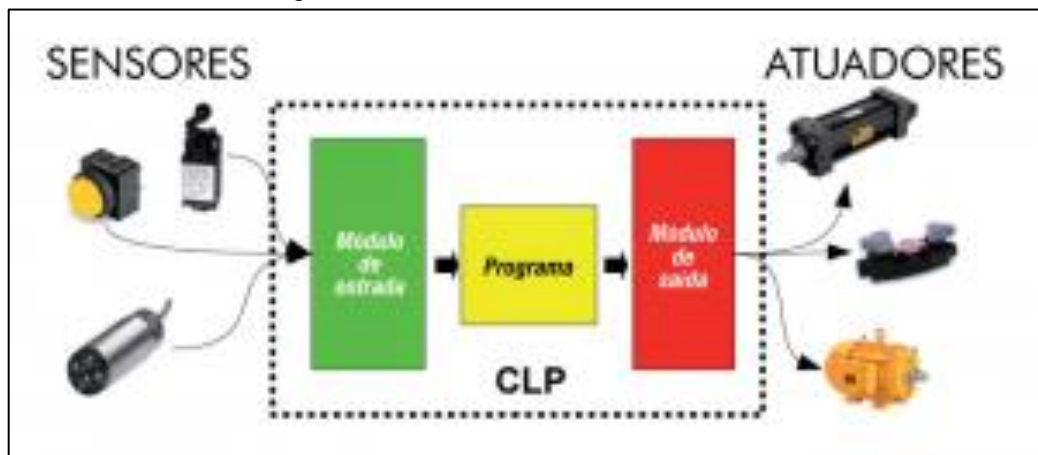 SENSORES
ATUADORES
Módulo
de
entrada
Programa
Módulo
de
saída
CLP